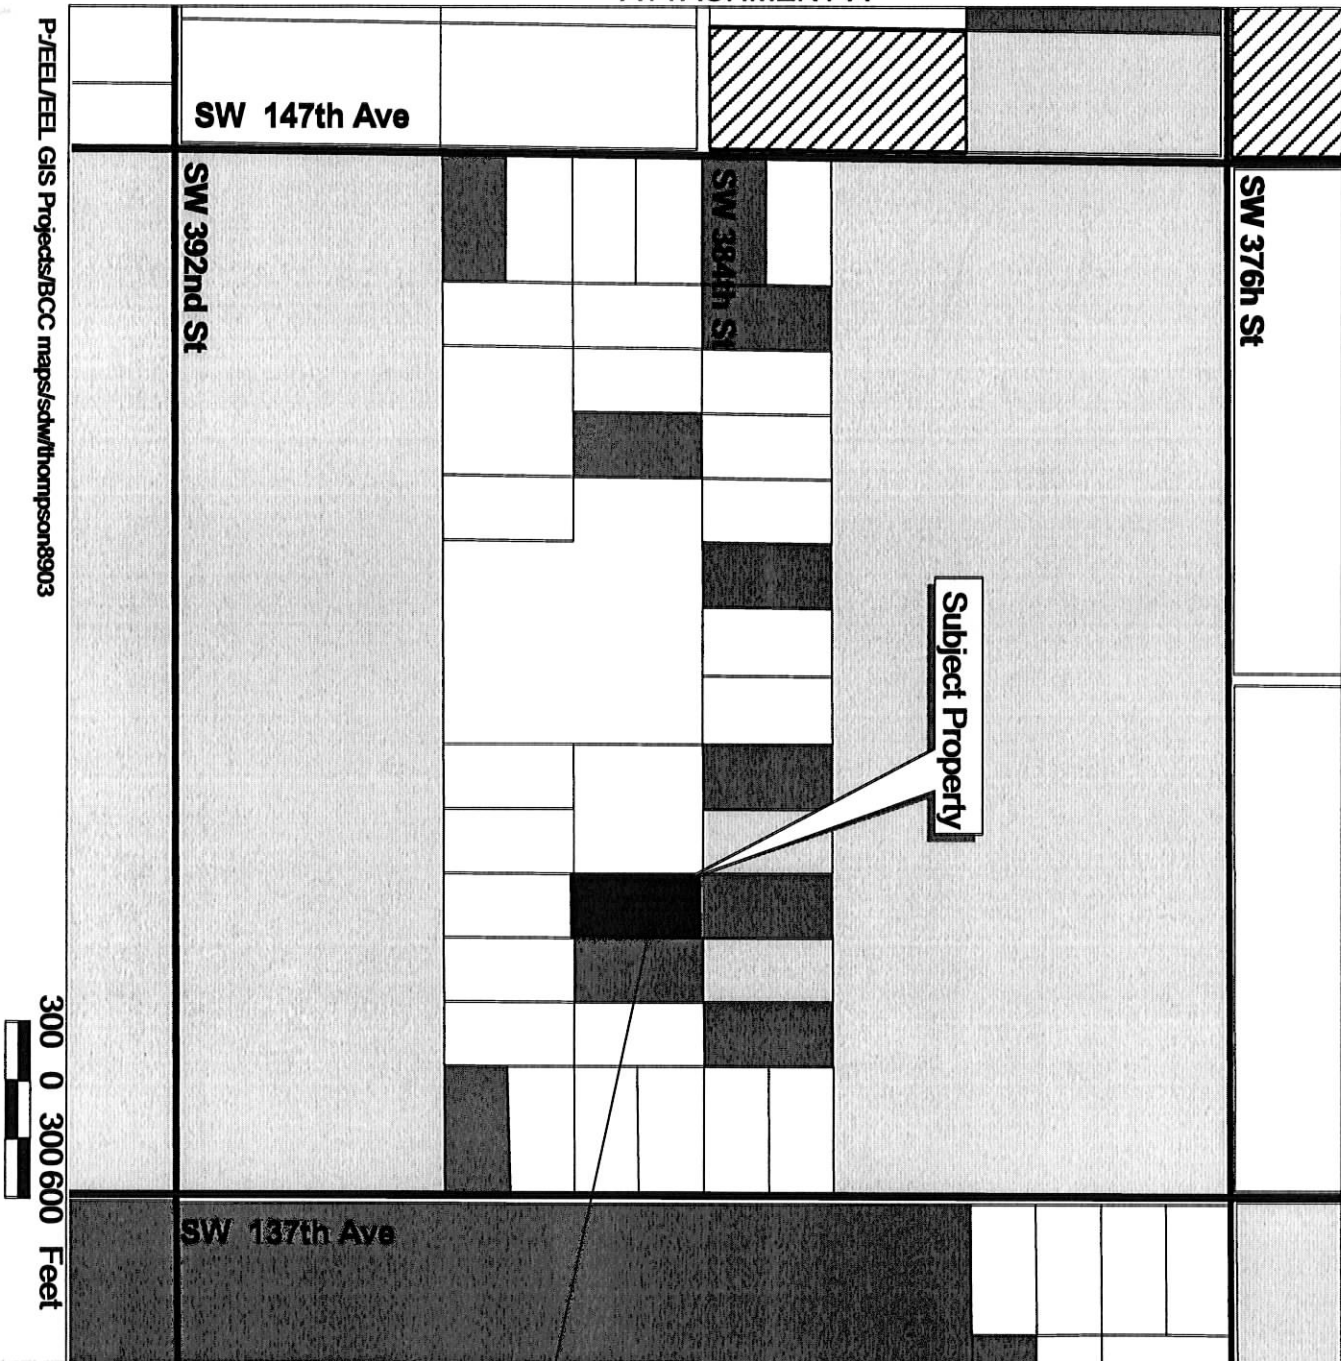 SW 147th Ave
SW 376h St
SW 384th St
SW 392nd St
Subject Property
SW 137th Ave
300 0 300 600 Feet
P:/EEL/EEL GIS Projects/BCC maps/sdw/thompson8903